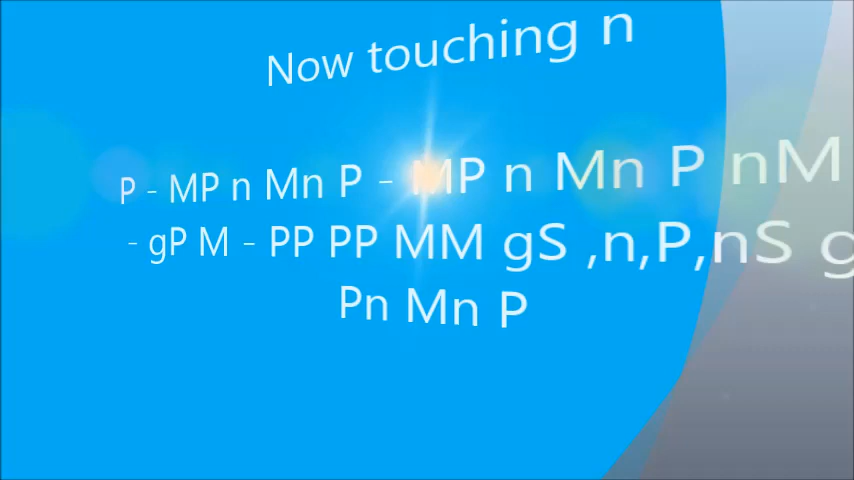 Now touching n
P - MP n Mn P - MP n Mn P nM
- gP M - PP PP MM gS ,n,P,nS g
Pn Mn P